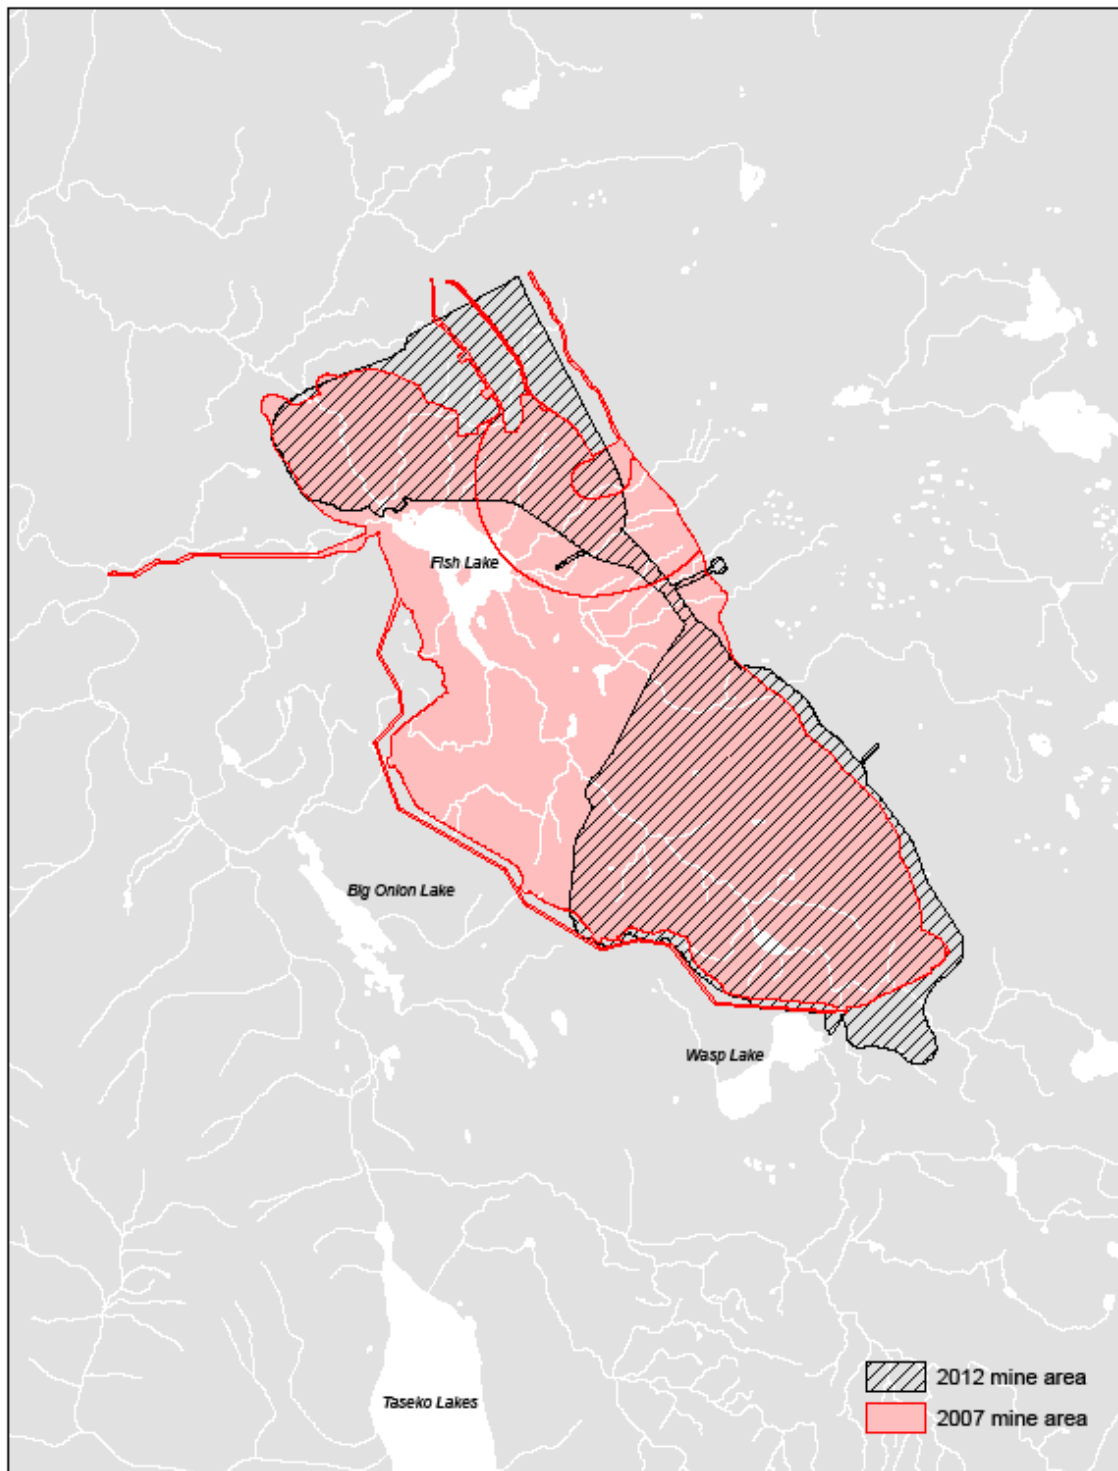 Fish Lake
Big Onion Lake
Wasp Lake
2012 mine area
Taseko Lakes
2007 mine area